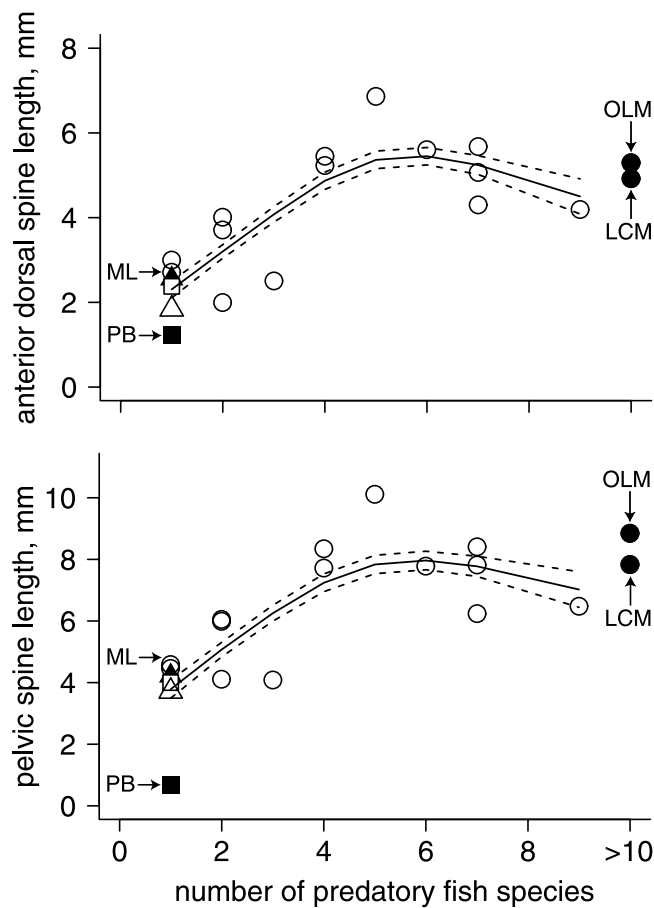 anterior dorsal spine length, mm
8
6
4
2
0
OLM
LCM
ML
PB
pelvic spine length, mm
10
8
6
4
2
0
OLM
LCM
ML
PB
0 2 4 6 8 >10
number of predatory fish species